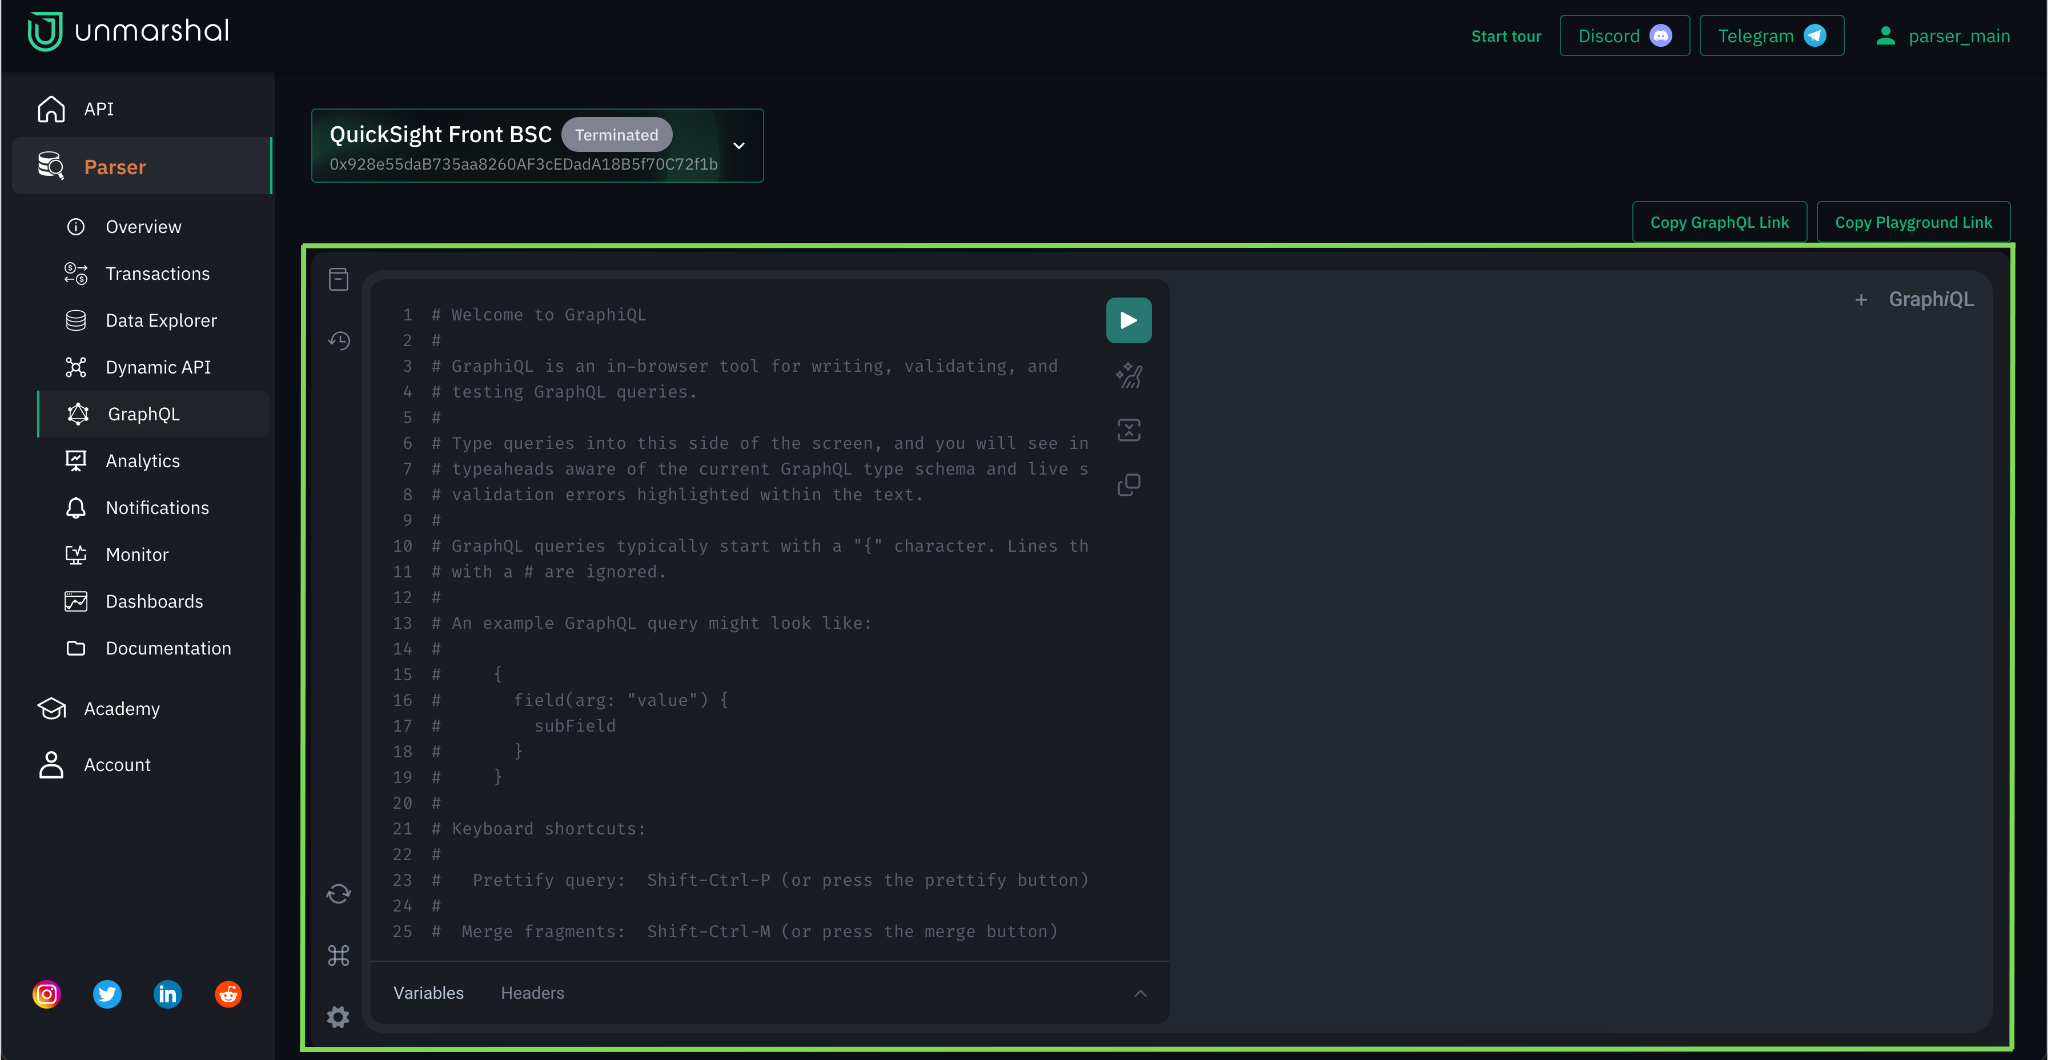 unmarshal
Start tour
Discord
Telegram
parser_main
API
Parser
Overview
Transactions
Data Explorer
Dynamic API
GraphQL
Analytics
Notifications
Monitor
Dashboards
Documentation
Academy
Account
QuickSight Front BSC Terminated
0x928e55daB735aa8260AF3cEDadA18B5f70C72f1b
Copy GraphQL Link
Copy Playground Link
+ GraphiQL
1 # Welcome to GraphiQL
2 #
3 # GraphiQL is an in-browser tool for writing, validating, and
4 # testing GraphQL queries.
5 #
6 # Type queries into this side of the screen, and you will see in
7 # typeaheads aware of the current GraphQL type schema and live s
8 # validation errors highlighted within the text.
9 #
10 # GraphQL queries typically start with a "{" character. Lines th
11 # with a # are ignored.
12 #
13 # An example GraphQL query might look like:
14 #
15 #     {
16 #       field(arg: "value") {
17 #         subField
18 #       }
19 #     }
20 #
21 # Keyboard shortcuts:
22 #
23 #   Prettify query:  Shift-Ctrl-P (or press the prettify button)
24 #
25 #  Merge fragments:  Shift-Ctrl-M (or press the merge button)
Variables
Headers